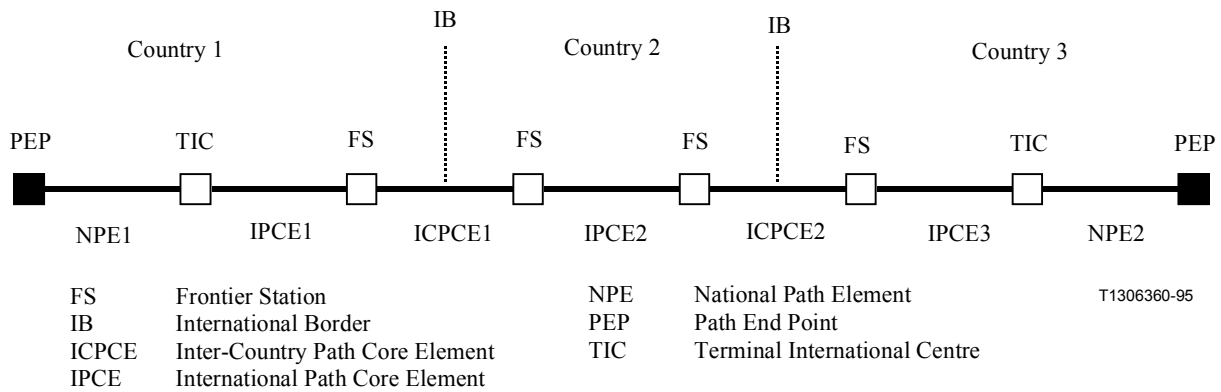 IB
IB
Country 1
Country 2
Country 3
PEP
TIC
FS
FS
FS
FS
TIC
PEP
NPE1
IPCE1
ICPCE1
IPCE2
ICPCE2
IPCE3
NPE2
FS Frontier Station
IB International Border
ICPCE Inter-Country Path Core Element
IPCE International Path Core Element
NPE National Path Element
PEP Path End Point
TIC Terminal International Centre
T1306360-95